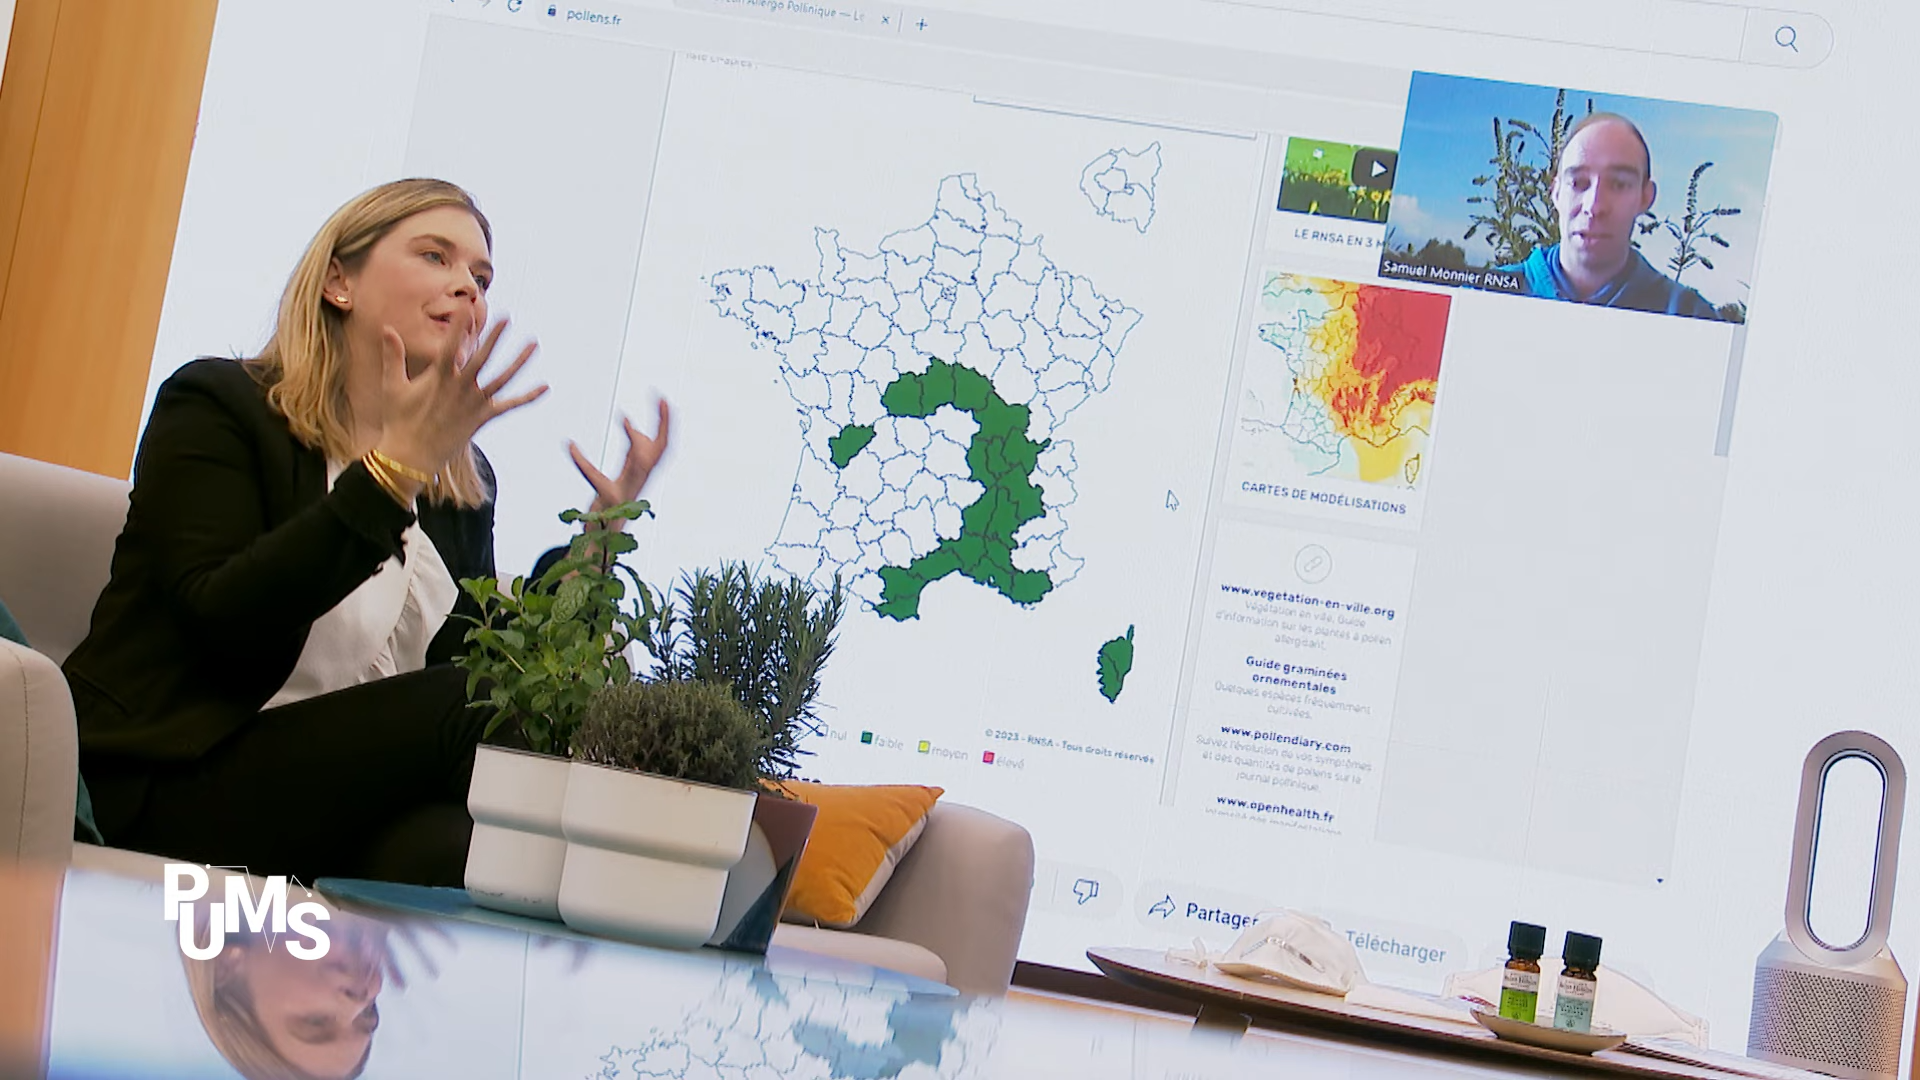 pollens.fr
Allergo Pollinique — Le
Samuel Monnier RNSA
LE RNSA EN 3 M
CARTES DE MODÉLISATIONS
www.vegetation-en-ville.org
Végétation en ville, Guide
d'information sur les plantes à pollen
allergisant.
Guide graminées
ornementales
Quelques espèces fréquemment
cultivées.
www.pollendiary.com
Suivez l'évolution de vos symptômes
et des quantités de pollens sur le
journal pollinique.
www.openhealth.fr
nul faible moyen élevé
© 2023 - RNSA - Tous droits réservés
Partager
Télécharger
PUMS